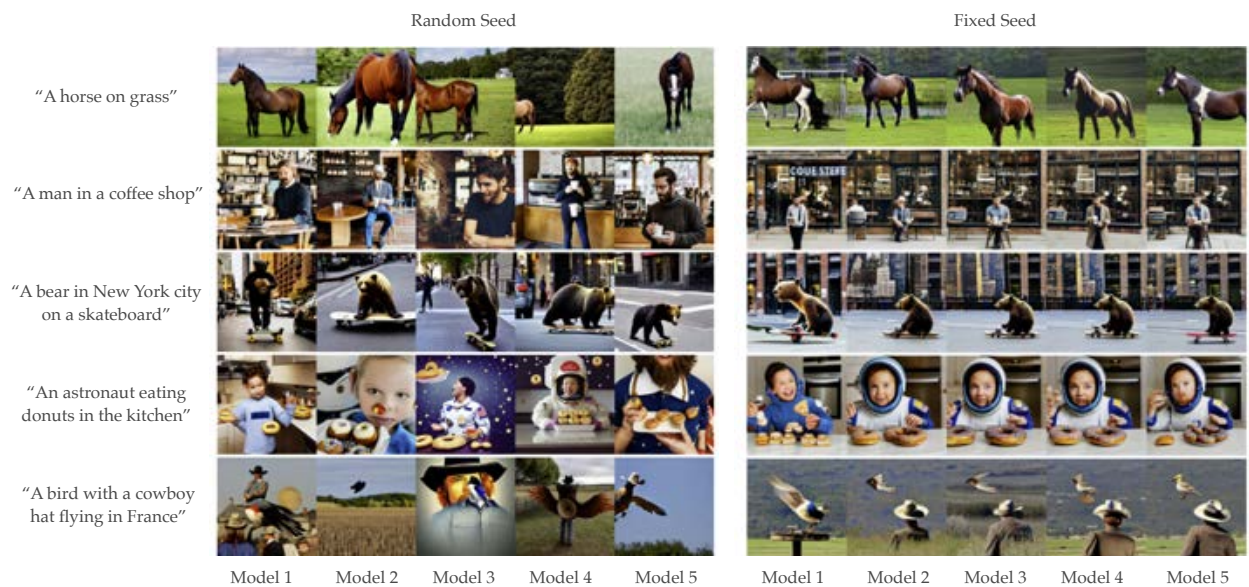 Random Seed
Fixed Seed
“A horse on grass”
“A man in a coffee shop”
“A bear in New York city
on a skateboard”
“An astronaut eating
donuts in the kitchen”
“A bird with a cowboy
hat flying in France”
Model 1
Model 2
Model 3
Model 4
Model 5
Model 1
Model 2
Model 3
Model 4
Model 5